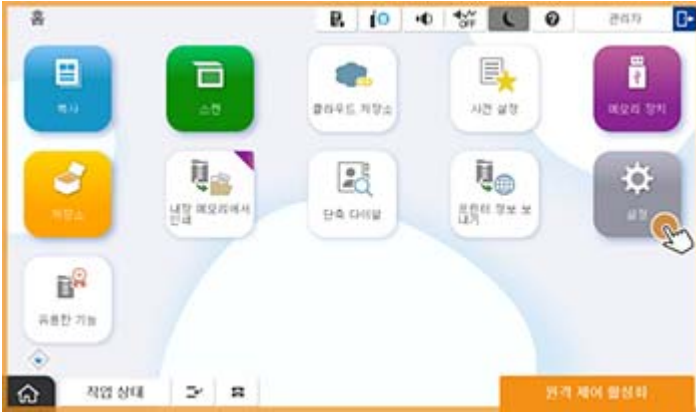 홈
OFF
관리자
복사
스캔
클라우드 저장소
사전 설정
메모리 장치
저장소
내장 메모리에서
인쇄
단축 다이얼
프린터 정보 보
내기
설정
유용한 기능
작업 상태
원격 제어 활성화